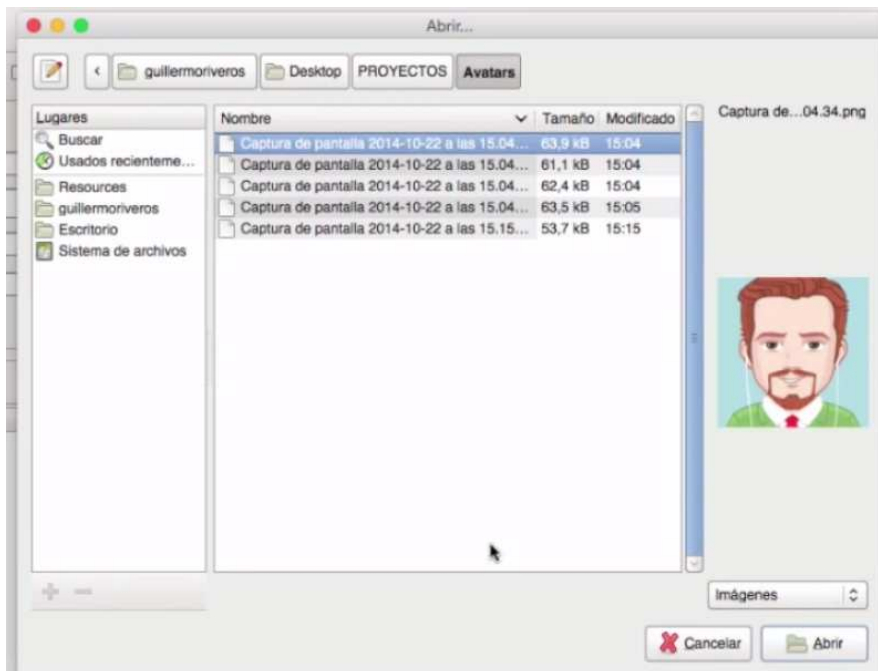 Abrir...
guillermoriveros Desktop PROYECTOS Avatars
Lugares
Buscar
Usados recienteme...
Resources
guillermoriveros
Escritorio
Sistema de archivos
Nombre Tamaño Modificado
Captura de pantalla 2014-10-22 a las 15.04... 63,9 kB 15:04
Captura de pantalla 2014-10-22 a las 15.04... 61,1 kB 15:04
Captura de pantalla 2014-10-22 a las 15.04... 62,4 kB 15:04
Captura de pantalla 2014-10-22 a las 15.04... 63,5 kB 15:05
Captura de pantalla 2014-10-22 a las 15.15... 53,7 kB 15:15
Captura de...04.34.png
Imágenes
Cancelar Abrir